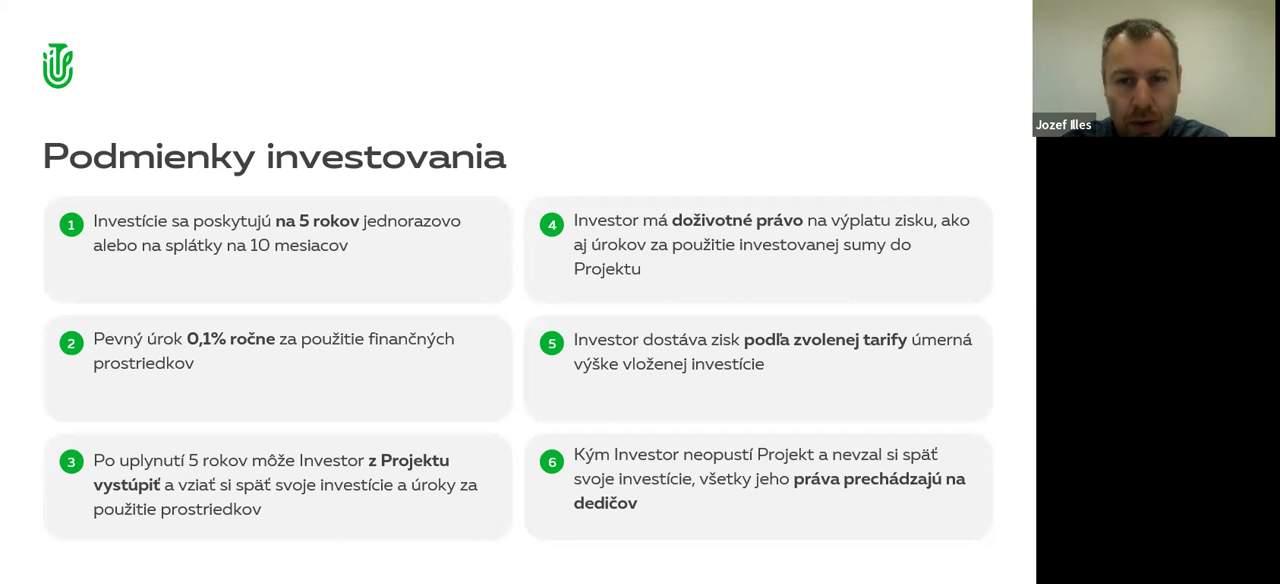 Podmienky investovania
1
Investície sa poskytujú na 5 rokov jednorazovo
alebo na splátky na 10 mesiacov
2
Pevný úrok 0,1% ročne za použitie finančných
prostriedkov
3
Po uplynutí 5 rokov môže Investor z Projektu
vystúpiť a vziať si späť svoje investície a úroky za
použitie prostriedkov
4
Investor má doživotné právo na výplatu zisku, ako
aj úrokov za použitie investovanej sumy do
Projektu
5
Investor dostáva zisk podľa zvolenej tarify úmerná
výške vloženej investície
6
Kým Investor neopustí Projekt a nevzal si späť
svoje investície, všetky jeho práva prechádzajú na
dedičov
Jozef Illes